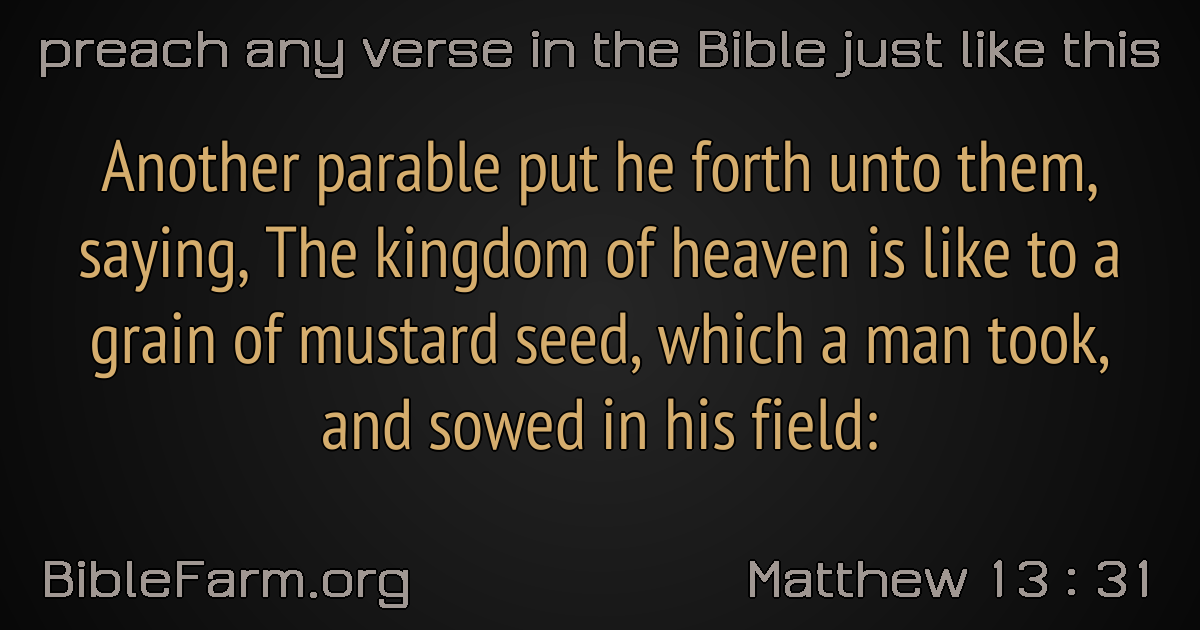 preach any verse in the Bible just like this
Another parable put he forth unto them,
saying, The kingdom of heaven is like to a
grain of mustard seed, which a man took,
and sowed in his field:
BibleFarm.org
Matthew 13 : 31